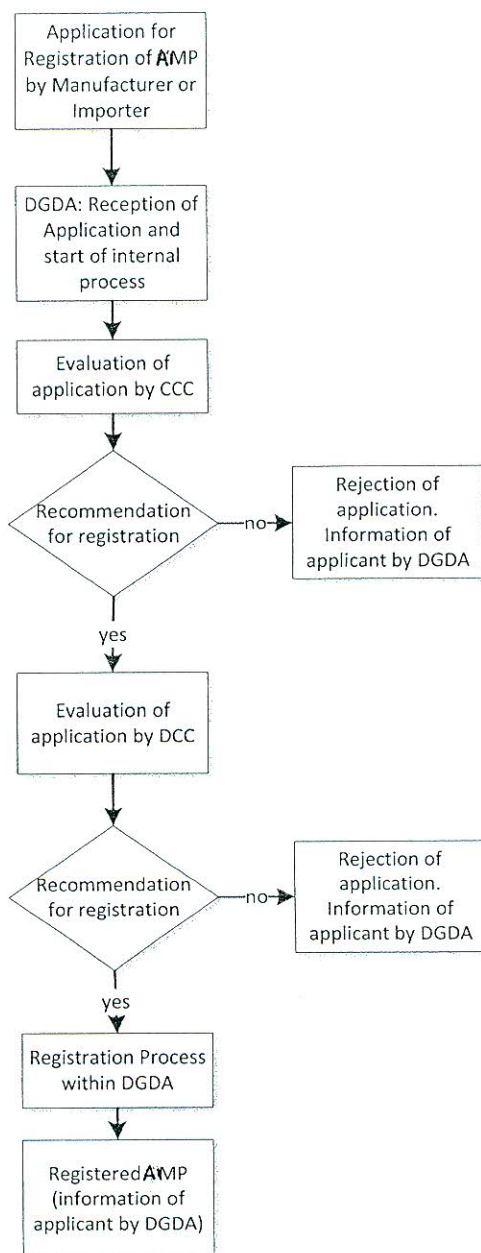 Application for
Registration of AMP
by Manufacturer or
Importer
DGDA: Reception of
Application and
start of internal
process
Evaluation of
application by CCC
Recommendation
for registration
no
Rejection of
application.
Information of
applicant by DGDA
yes
Evaluation of
application by DCC
Recommendation
for registration
no
Rejection of
application.
Information of
applicant by DGDA
yes
Registration Process
within DGDA
Registered AMP
(information of
applicant by DGDA)